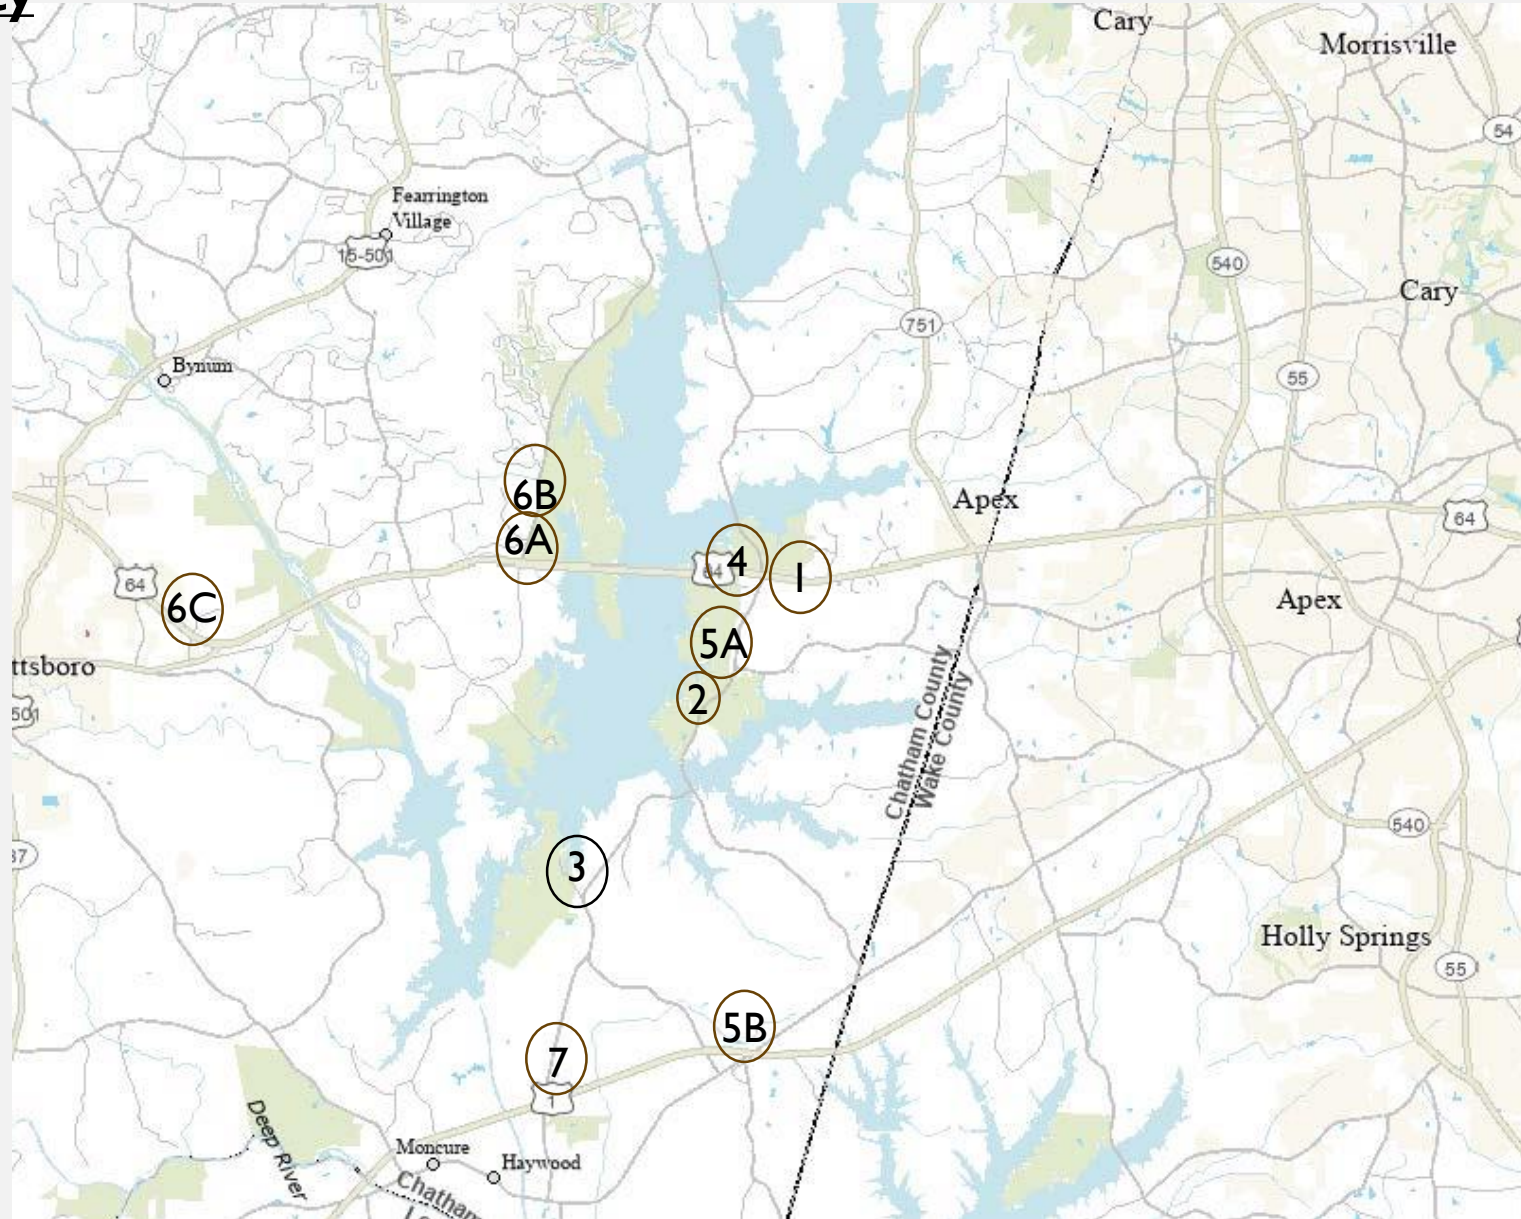 Cary
Morrisville
54
Fearrington
Village
15-501
540
Cary
751
Bynum
55
6B
Apex
64
6A
64
4
1
64
6C
Apex
5A
ttsboro
2
501
Chatham County
Wake County
540
3
37
Holly Springs
55
5B
7
1
Deep River
Moncure
Haywood
Chatham